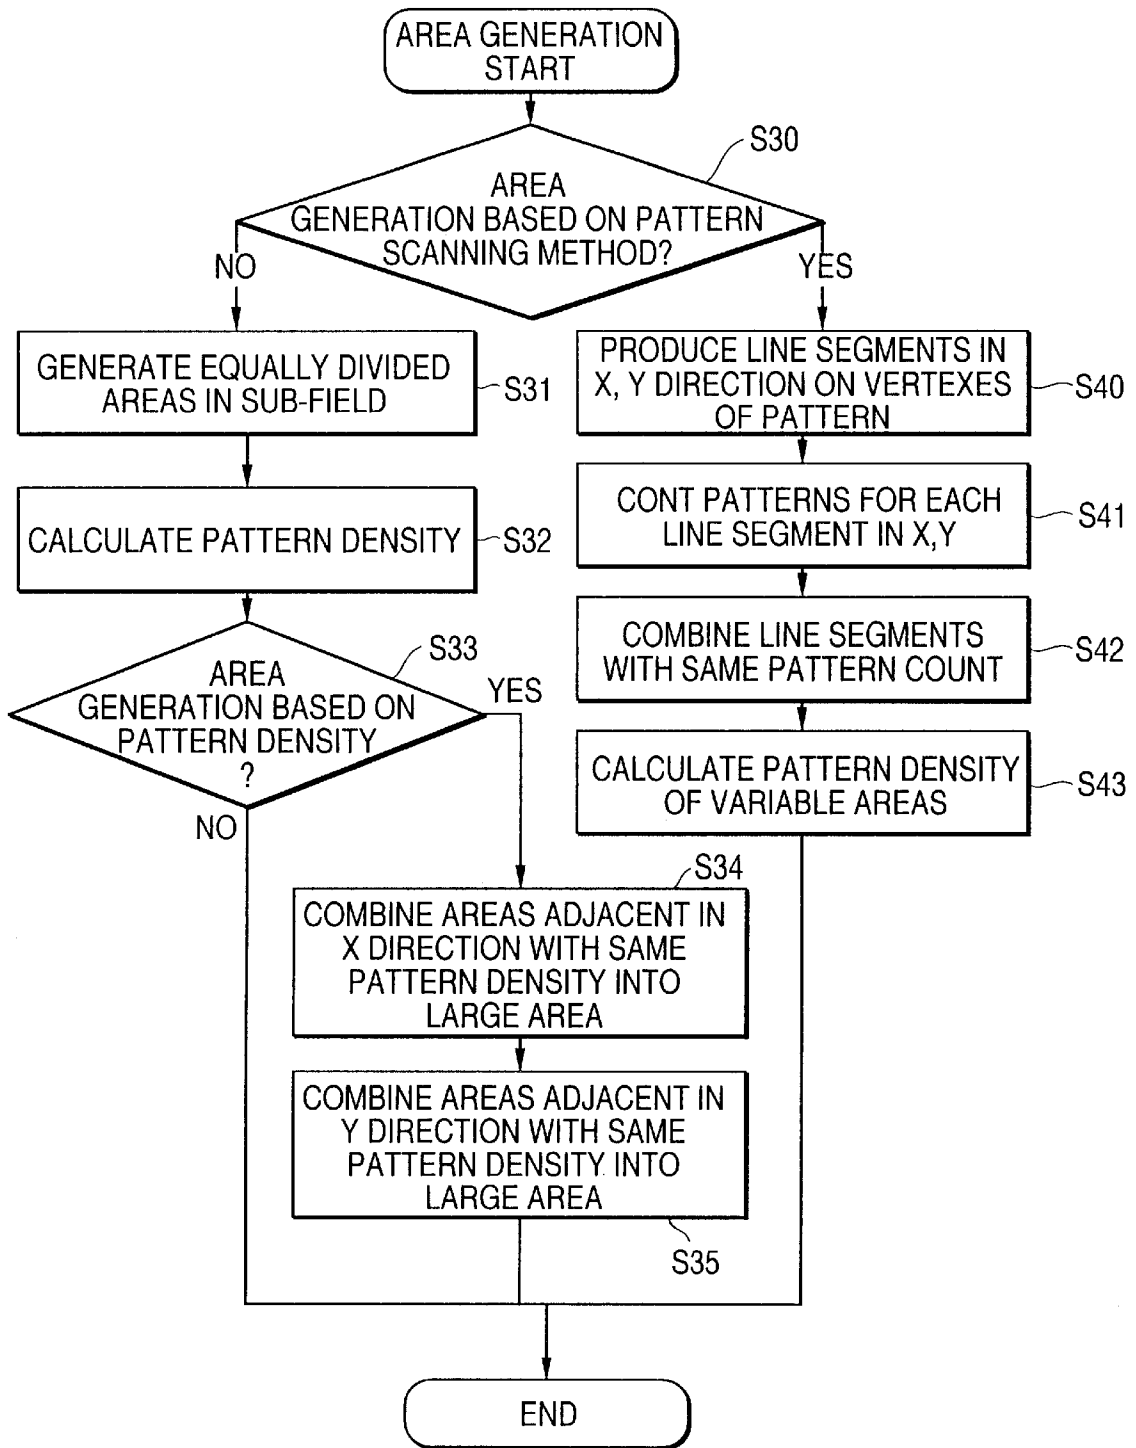 AREA GENERATION
START
S30
AREA
GENERATION BASED ON PATTERN
SCANNING METHOD?
NO
YES
GENERATE EQUALLY DIVIDED
AREAS IN SUB-FIELD
S31
PRODUCE LINE SEGMENTS IN
X, Y DIRECTION ON VERTEXES
OF PATTERN
S40
CALCULATE PATTERN DENSITY
S32
CONT PATTERNS FOR EACH
LINE SEGMENT IN X,Y
S41
COMBINE LINE SEGMENTS
WITH SAME PATTERN COUNT
S42
S33
AREA
GENERATION BASED ON
PATTERN DENSITY
?
YES
NO
CALCULATE PATTERN DENSITY
OF VARIABLE AREAS
S43
S34
COMBINE AREAS ADJACENT IN
X DIRECTION WITH SAME
PATTERN DENSITY INTO
LARGE AREA
COMBINE AREAS ADJACENT IN
Y DIRECTION WITH SAME
PATTERN DENSITY INTO
LARGE AREA
S35
END